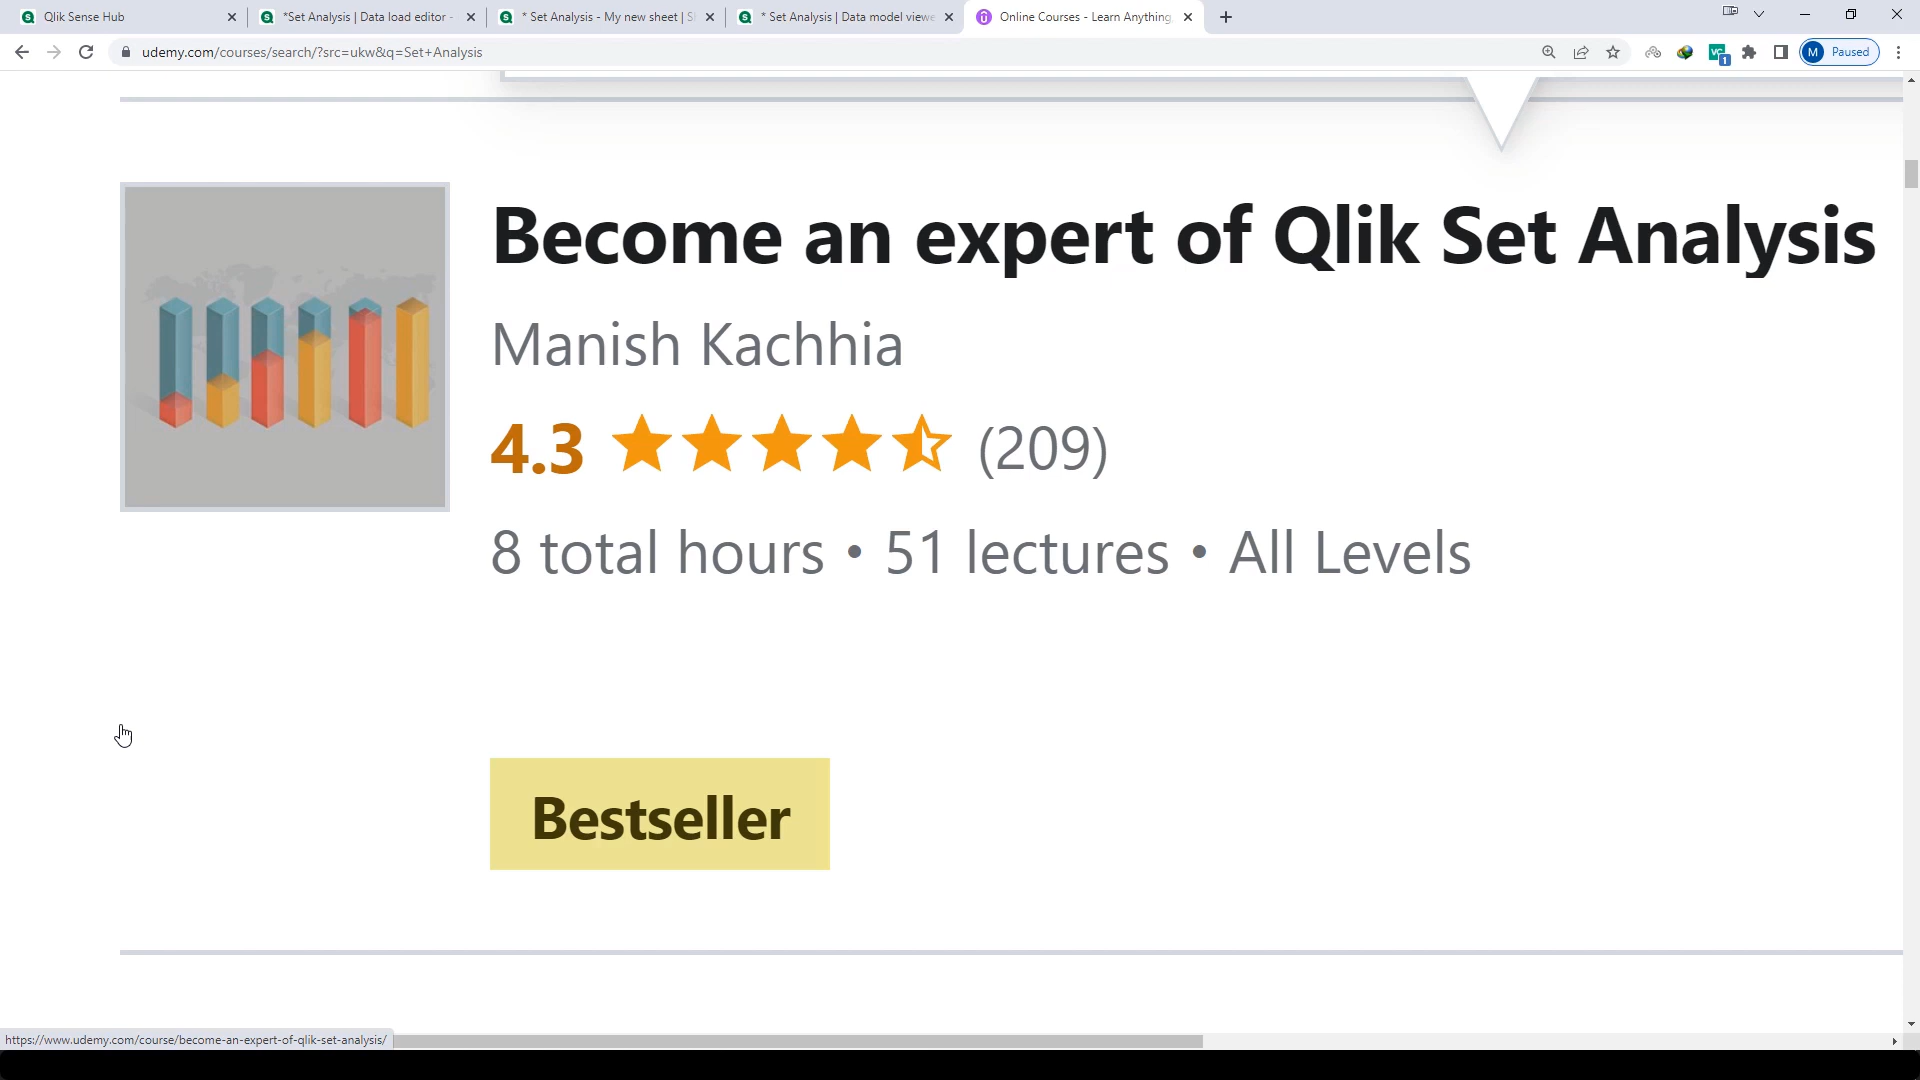 Qlik Sense Hub
*Set Analysis | Data load editor -
* Set Analysis - My new sheet | S
* Set Analysis | Data model viewe
Online Courses - Learn Anything
udemy.com/courses/search/?src=ukw&q=Set+Analysis
1
M Paused
Become an expert of Qlik Set Analysis
Manish Kachhia
4.3 (209)
8 total hours • 51 lectures • All Levels
Bestseller
https://www.udemy.com/course/become-an-expert-of-qlik-set-analysis/